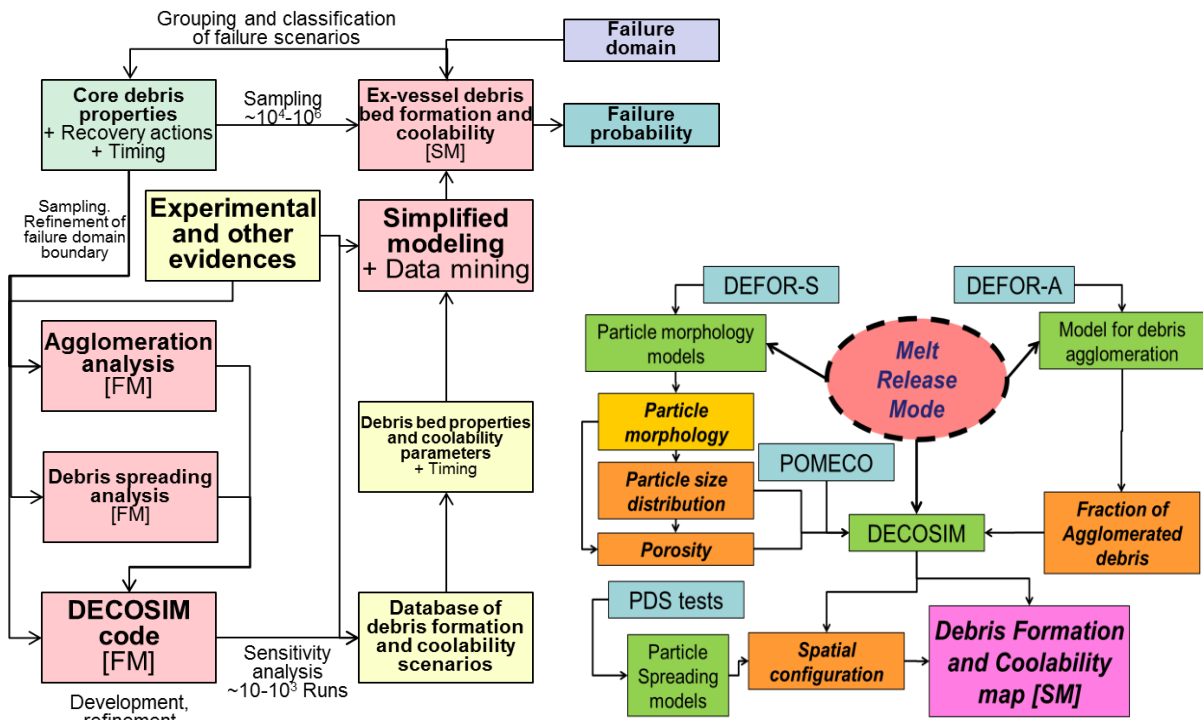 Grouping and classification
of failure scenarios
Failure
domain
Core debris
properties
+ Recovery actions
+ Timing
Sampling
~10⁴-10⁶
Ex-vessel debris
bed formation and
coolability
[SM]
Failure
probability
Sampling.
Refinement of
failure domain
boundary
Experimental
and other
evidences
Simplified
modeling
+ Data mining
Agglomeration
analysis
[FM]
Debris spreading
analysis
[FM]
Debris bed properties
and coolability
parameters
+ Timing
DECOSIM
code
[FM]
Sensitivity
analysis
~10-10³ Runs
Database of
debris formation
and coolability
scenarios
Development,
refinement
DEFOR-S
DEFOR-A
Particle morphology
models
Melt
Release
Mode
Model for debris
agglomeration
Particle
morphology
POMECO
Particle size
distribution
Porosity
DECOSIM
Fraction of
Agglomerated
debris
PDS tests
Particle
Spreading
models
Spatial
configuration
Debris Formation
and Coolability
map [SM]